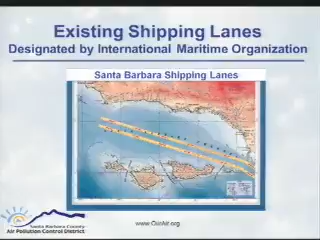 Existing Shipping Lanes
Designated by International Maritime Organization
Santa Barbara Shipping Lanes
Santa Barbara County
Air Pollution Control District
www.OurAir.org